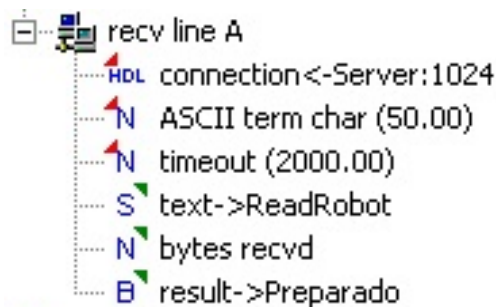 recv line A
HDL connection<-Server:1024
N ASCII term char (50.00)
N timeout (2000.00)
S text->ReadRobot
N bytes recvd
B result->Preparado